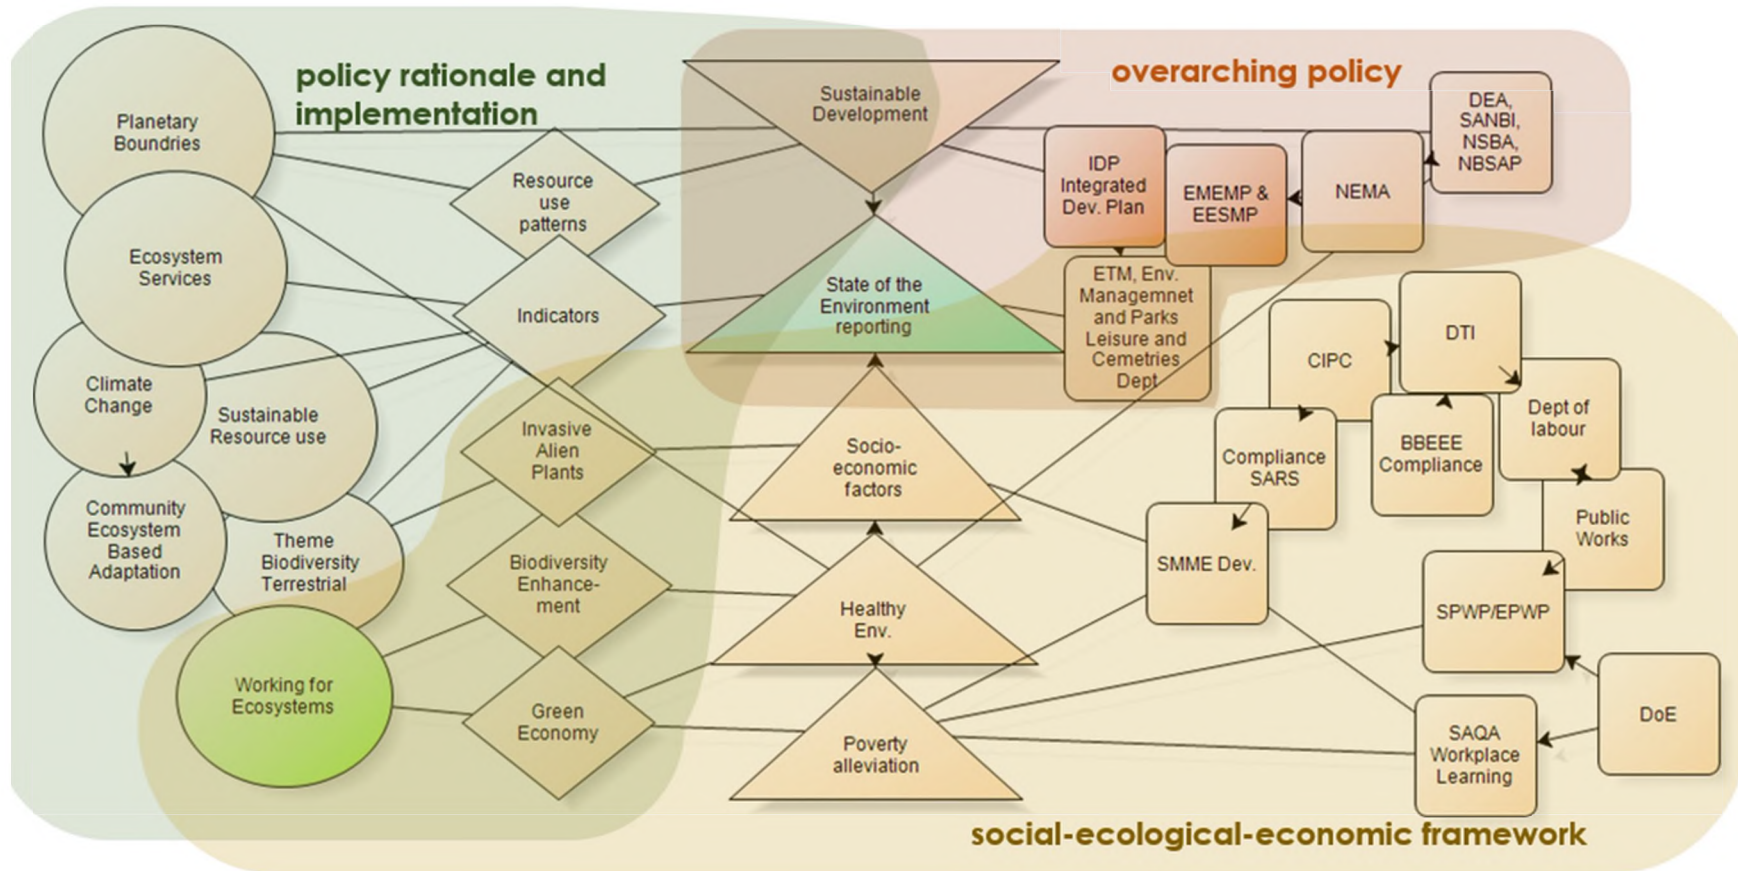 policy rationale and
implementation
overarching policy
Planetary
Boundries
Ecosystem
Services
Climate
Change
Sustainable
Resource use
Community
Ecosystem
Based
Adaptation
Theme
Biodiversity
Terrestrial
Working for
Ecosystems
Resource
use
patterns
Indicators
Invasive
Alien
Plants
Biodiversity
Enhance-
ment
Green
Economy
Sustainable
Development
State of the
Environment
reporting
Socio-
economic
factors
Healthy
Env.
Poverty
alleviation
IDP
Integrated
Dev. Plan
EMEMP &
EESMP
NEMA
DEA,
SANBI,
NSBA,
NBSAP
ETM, Env.
Managemnet
and Parks
Leisure and
Cemetries
Dept
CIPC
DTI
Compliance
SARS
BBEEE
Compliance
Dept of
labour
Public
Works
SMME Dev.
SPWP/EPWP
DoE
SAQA
Workplace
Learning
social-ecological-economic framework